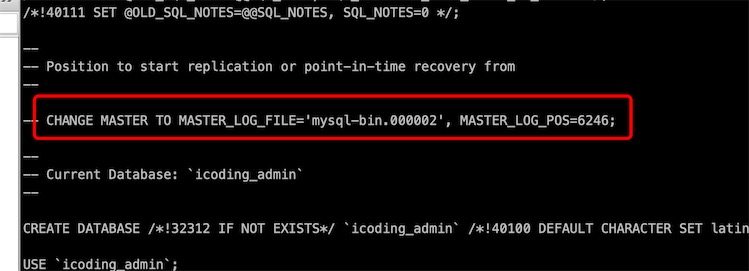 /*!40111 SET @OLD_SQL_NOTES=@@SQL_NOTES, SQL_NOTES=0 */;
--
-- Position to start replication or point-in-time recovery from
--
-- CHANGE MASTER TO MASTER_LOG_FILE='mysql-bin.000002', MASTER_LOG_POS=6246;
--
-- Current Database: `icoding_admin`
--
CREATE DATABASE /*!32312 IF NOT EXISTS*/ `icoding_admin` /*!40100 DEFAULT CHARACTER SET latin
USE `icoding_admin`;